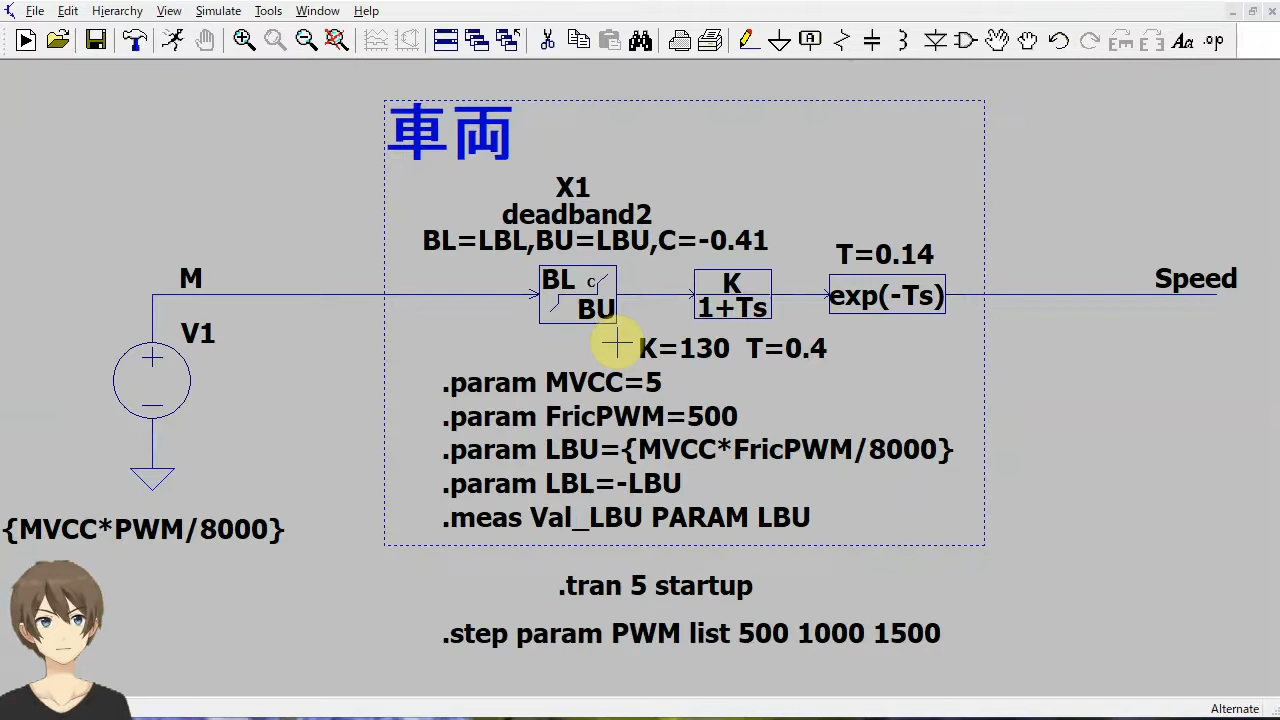 File Edit Hierarchy View Simulate Tools Window Help
Aa .op
車両
X1
deadband2
BL=LBL,BU=LBU,C=-0.41
T=0.14
M
BL c
BU
K
1+Ts
exp(-Ts)
Speed
V1
K=130 T=0.4
.param MVCC=5
.param FricPWM=500
.param LBU={MVCC*FricPWM/8000}
.param LBL=-LBU
.meas Val_LBU PARAM LBU
{MVCC*PWM/8000}
.tran 5 startup
.step param PWM list 500 1000 1500
Alternate